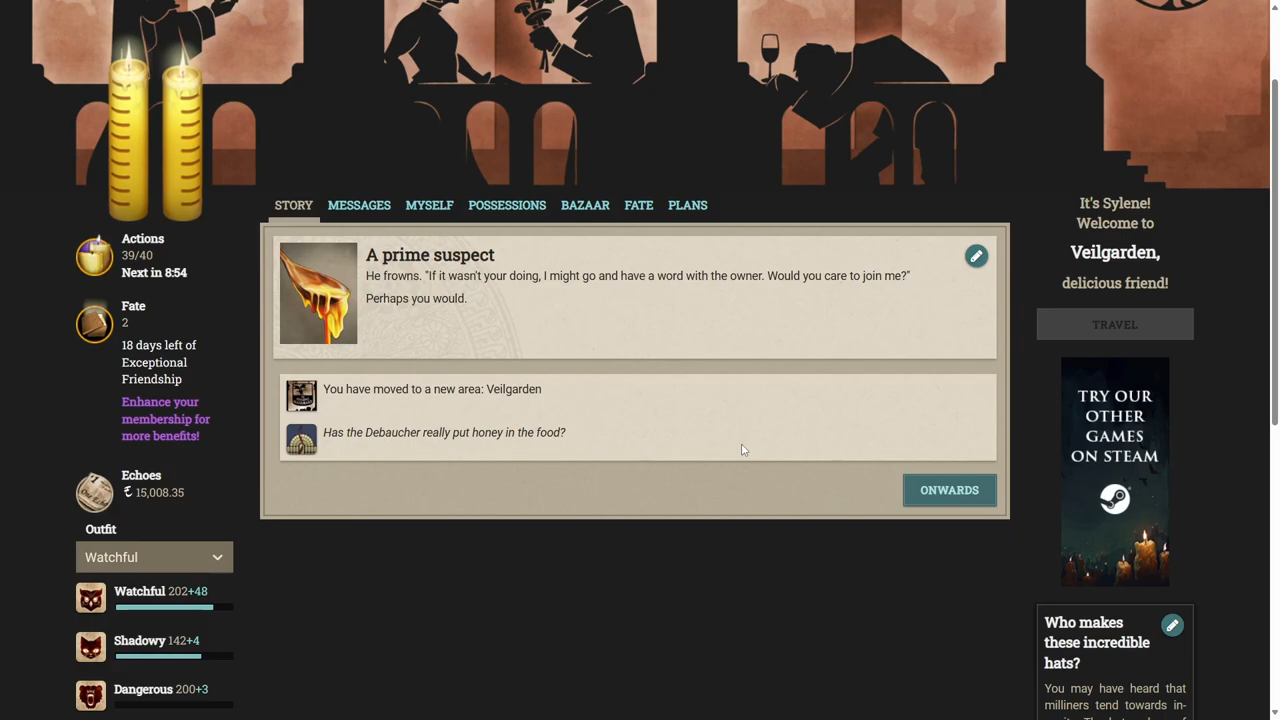 STORY MESSAGES MYSELF POSSESSIONS BAZAAR FATE PLANS
Actions
39/40
Next in 8:54
Fate
2
18 days left of
Exceptional
Friendship
Enhance your
membership for
more benefits!
Echoes
15,008.35
Outfit
Watchful
Watchful 202+48
Shadowy 142+4
Dangerous 200+3
A prime suspect
He frowns. "If it wasn't your doing, I might go and have a word with the owner. Would you care to join me?"
Perhaps you would.
You have moved to a new area: Veilgarden
Has the Debaucher really put honey in the food?
ONWARDS
It's Sylene!
Welcome to
Veilgarden,
delicious friend!
TRAVEL
TRY OUR
OTHER
GAMES
ON STEAM
Who makes
these incredible
hats?
You may have heard that
milliners tend towards in-